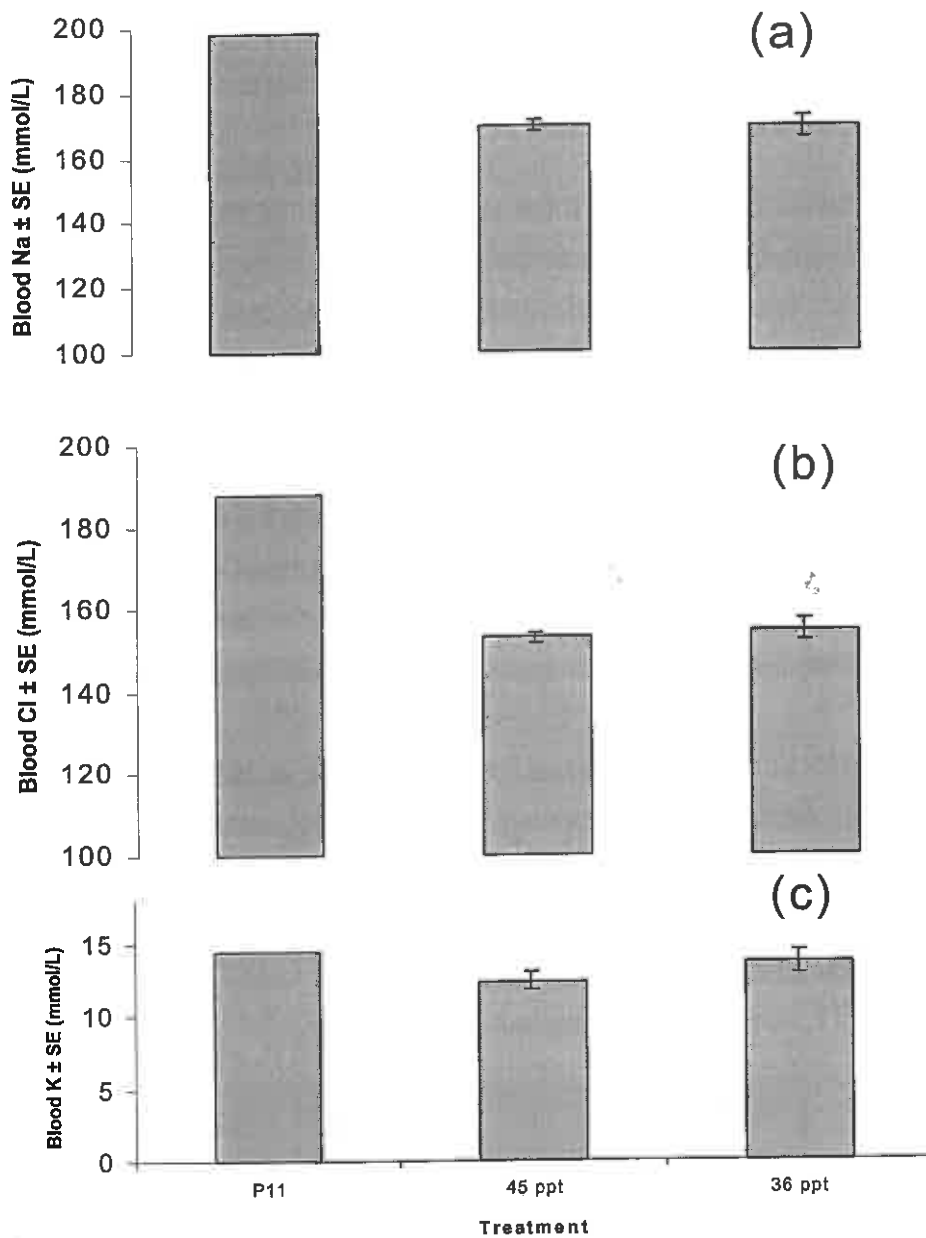 (a)
Blood Na ± SE (mmol/L)
200
180
160
140
120
100
(b)
Blood Cl ± SE (mmol/L)
200
180
160
140
120
100
(c)
Blood K ± SE (mmol/L)
15
10
5
0
P11 45 ppt 36 ppt
Treatment